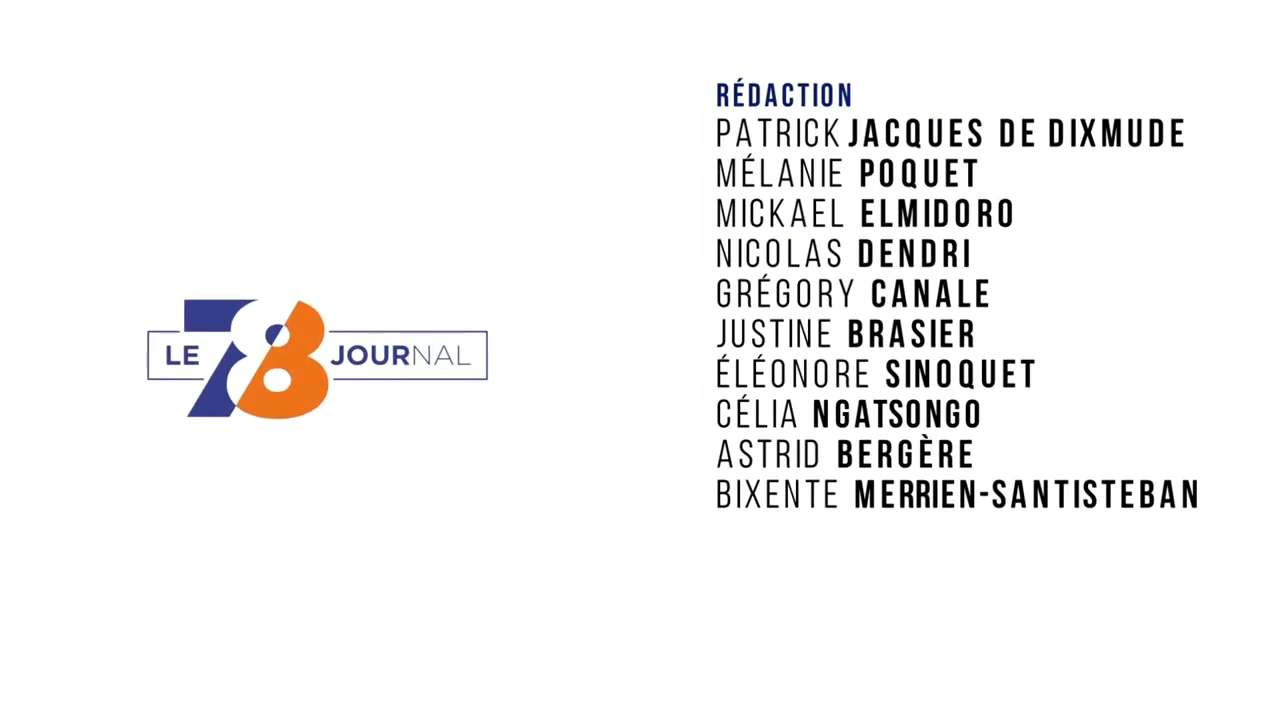 LE 78 JOURNAL
RÉDACTION
PATRICK JACQUES DE DIXMUDE
MÉLANIE POQUET
MICKAEL ELMIDORO
NICOLAS DENDRI
GRÉGORY CANALE
JUSTINE BRASIER
ÉLÉONORE SINOQUET
CÉLIA NGATSONGO
ASTRID BERGÈRE
BIXENTE MERRIEN-SANTISTEBAN